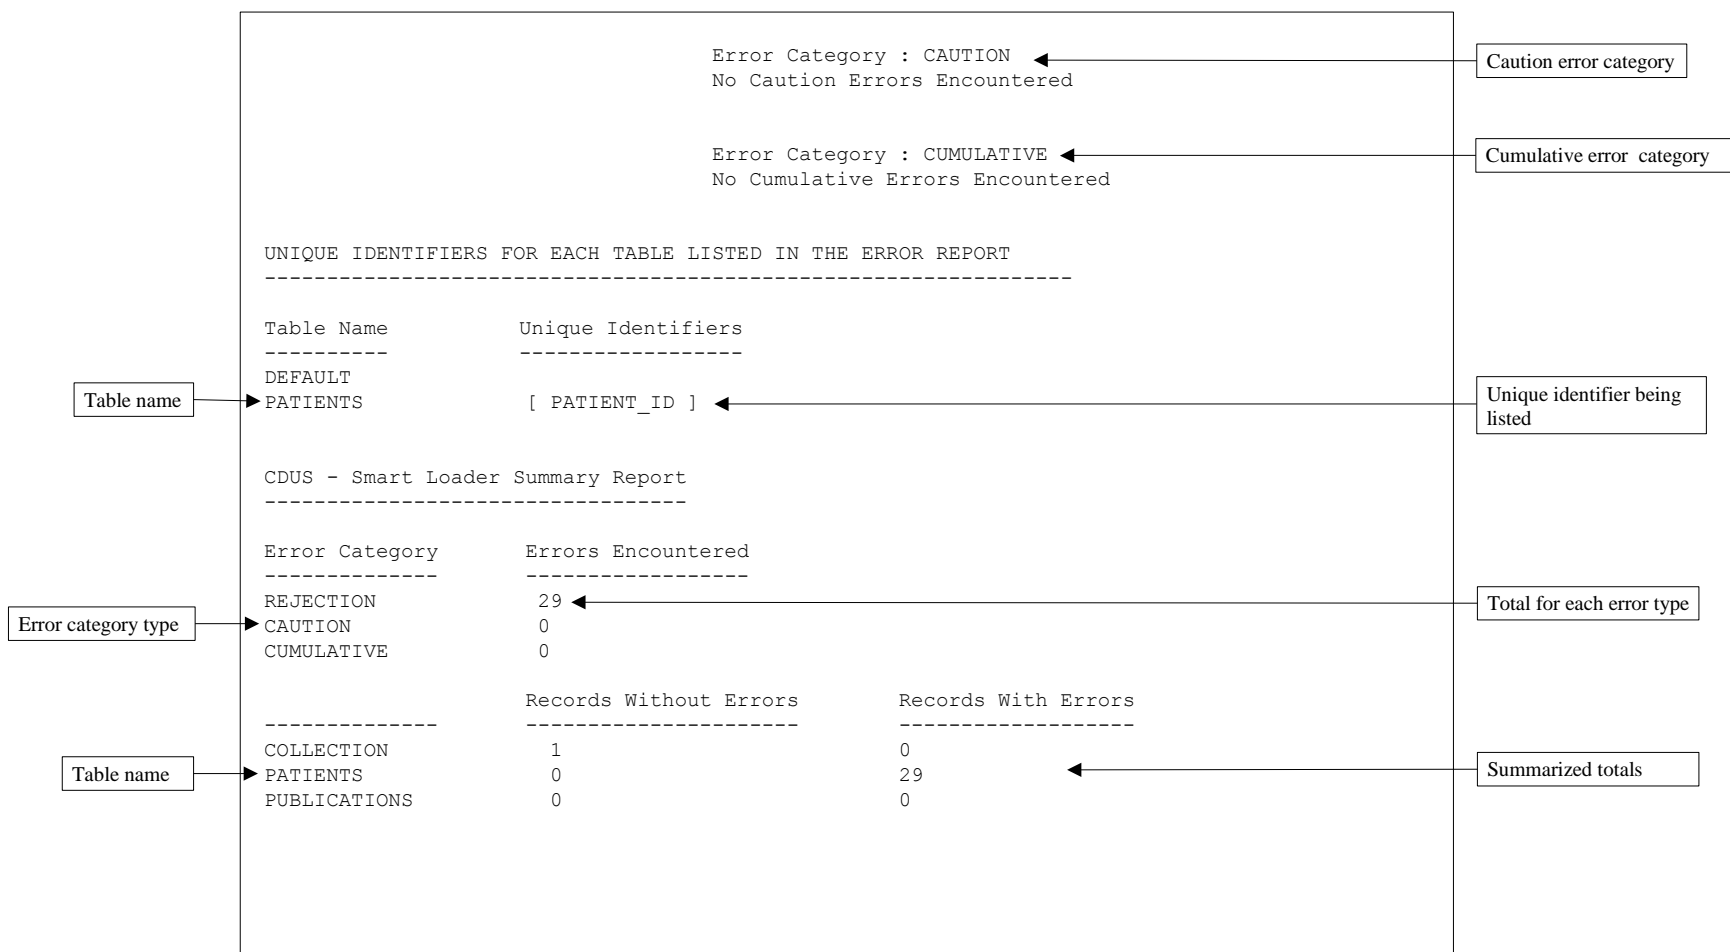 Error Category : CAUTION
Caution error category
No Caution Errors Encountered
Error Category : CUMULATIVE
Cumulative error category
No Cumulative Errors Encountered
UNIQUE IDENTIFIERS FOR EACH TABLE LISTED IN THE ERROR REPORT
-----------------------------------------------------------------
Table Name Unique Identifiers
---------- ------------------
DEFAULT
Table name
PATIENTS [ PATIENT_ID ]
Unique identifier being
listed
CDUS - Smart Loader Summary Report
----------------------------------
Error Category Errors Encountered
-------------- ------------------
REJECTION 29
Total for each error type
Error category type
CAUTION 0
CUMULATIVE 0
Records Without Errors Records With Errors
-------------- ---------------------- -------------------
COLLECTION 1 0
Table name
PATIENTS 0 29
Summarized totals
PUBLICATIONS 0 0